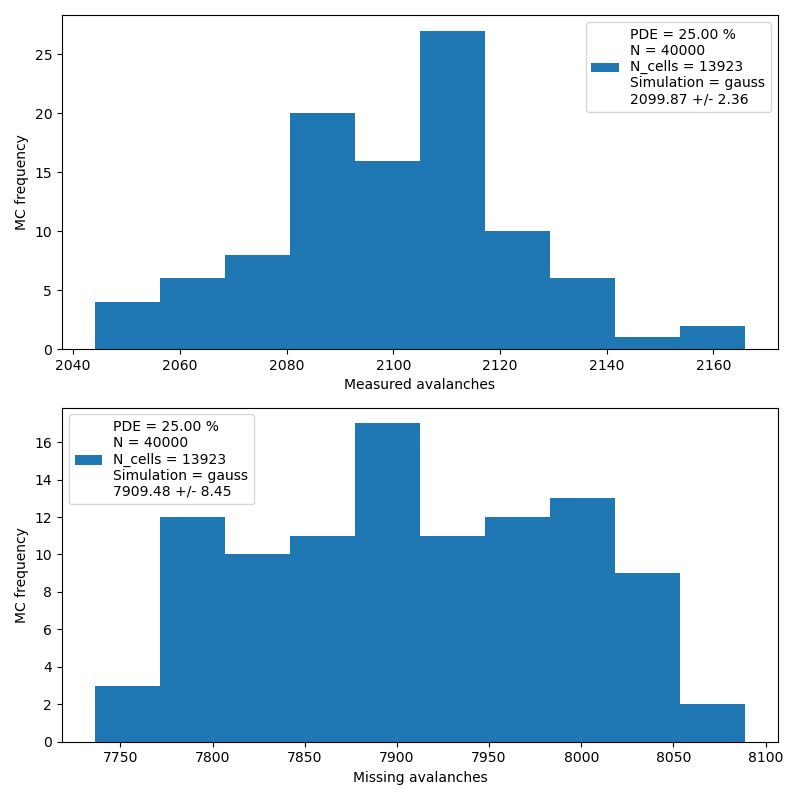 PDE = 25.00 %
N = 40000
N_cells = 13923
Simulation = gauss
2099.87 +/- 2.36
MC frequency
25
20
15
10
5
0
2040 2060 2080 2100 2120 2140 2160
Measured avalanches
PDE = 25.00 %
N = 40000
N_cells = 13923
Simulation = gauss
7909.48 +/- 8.45
MC frequency
16
14
12
10
8
6
4
2
0
7750 7800 7850 7900 7950 8000 8050 8100
Missing avalanches